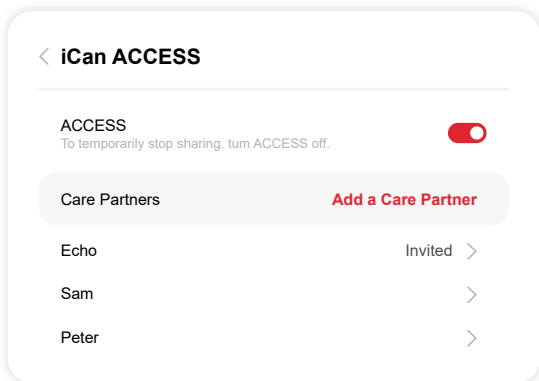 iCan ACCESS
ACCESS
To temporarily stop sharing. tum ACCESS off.
Care Partners Add a Care Partner
Echo Invited
Sam
Peter